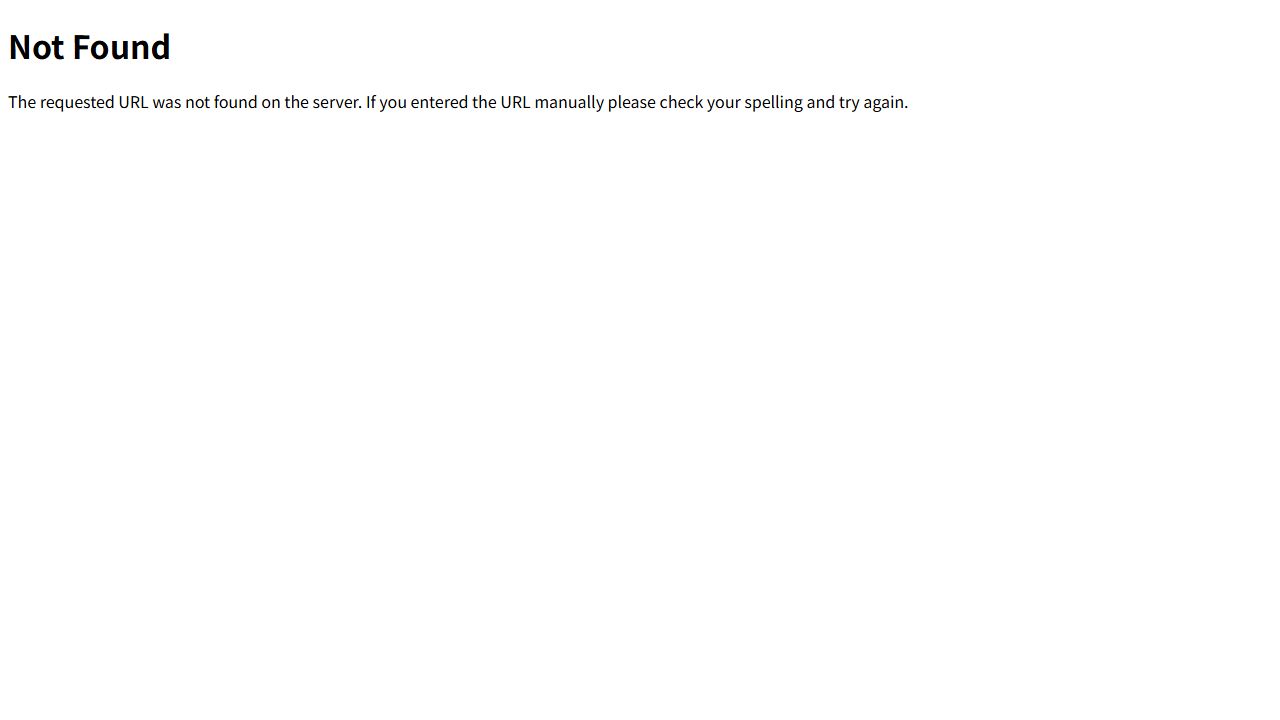 Not Found
The requested URL was not found on the server. If you entered the URL manually please check your spelling and try again.